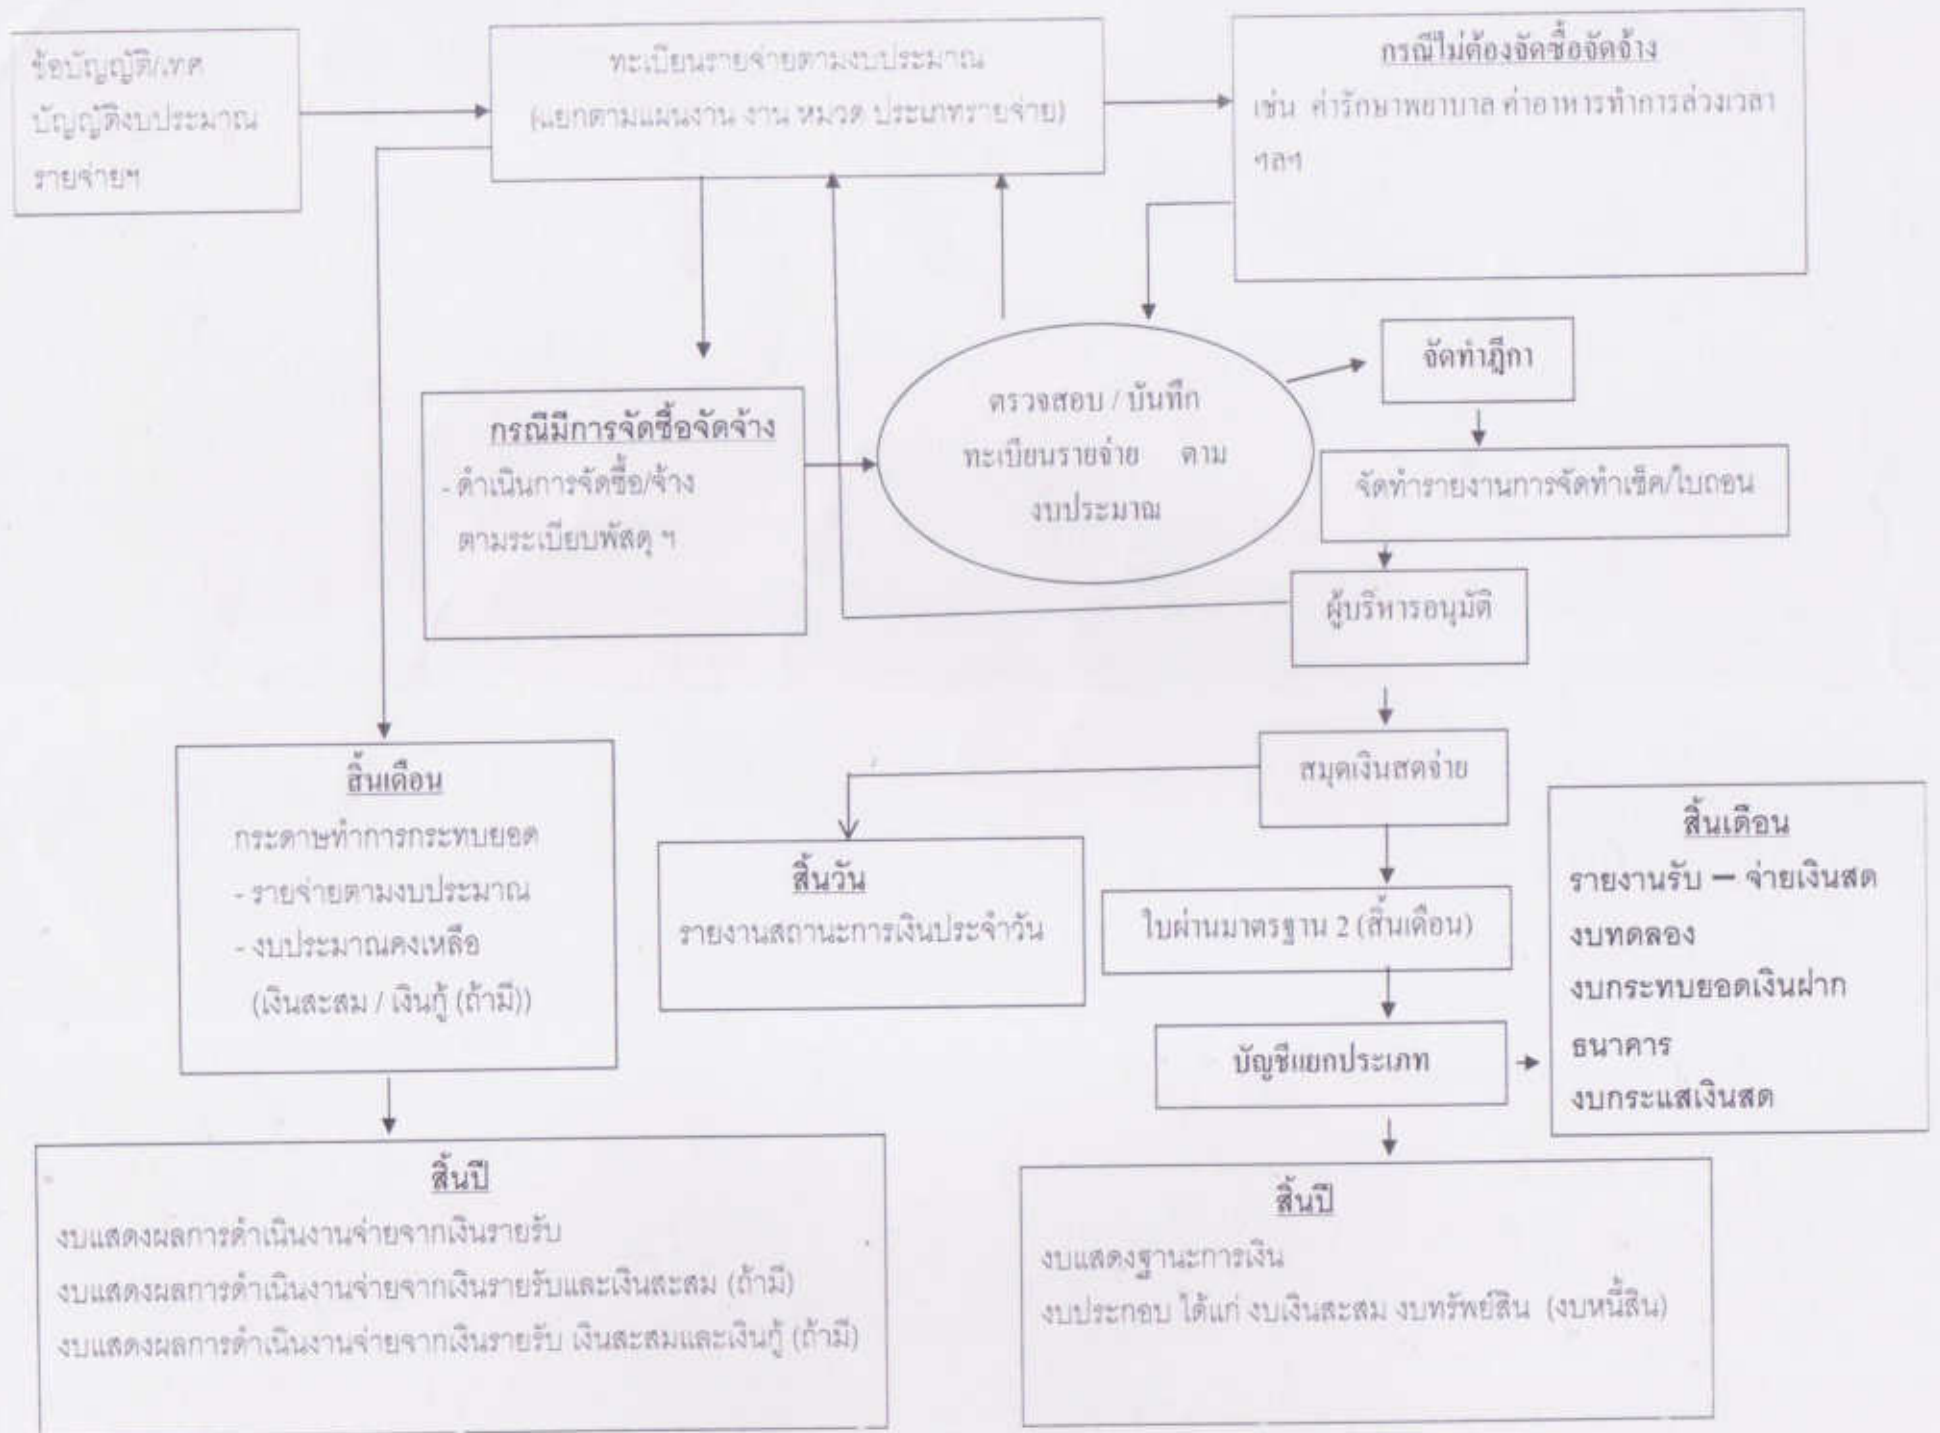 ข้อบัญญัติ/เทศ
บัญญัติงบประมาณ
รายจ่ายฯ
ทะเบียนรายจ่ายตามงบประมาณ
(แยกตามแผนงาน งาน หมวด ประเภทรายจ่าย)
กรณีไม่ต้องจัดซื้อจัดจ้าง
เช่น ค่ารักษาพยาบาล ค่าอาหารทำการล่วงเวลา
ฯลฯ
กรณีมีการจัดซื้อจัดจ้าง
- ดำเนินการจัดซื้อ/จ้าง
ตามระเบียบพัสดุ ฯ
ตรวจสอบ / บันทึก
ทะเบียนรายจ่าย ตาม
งบประมาณ
จัดทำฎีกา
จัดทำรายงานการจัดทำเช็ค/ใบถอน
ผู้บริหารอนุมัติ
สมุดเงินสดจ่าย
สิ้นเดือน
กระดาษทำการกระทบยอด
- รายจ่ายตามงบประมาณ
- งบประมาณคงเหลือ
(เงินสะสม / เงินกู้ (ถ้ามี))
สิ้นวัน
รายงานสถานะการเงินประจำวัน
ใบผ่านมาตรฐาน 2 (สิ้นเดือน)
บัญชีแยกประเภท
สิ้นเดือน
รายงานรับ – จ่ายเงินสด
งบทดลอง
งบกระทบยอดเงินฝาก
ธนาคาร
งบกระแสเงินสด
สิ้นปี
งบแสดงผลการดำเนินงานจ่ายจากเงินรายรับ
งบแสดงผลการดำเนินงานจ่ายจากเงินรายรับและเงินสะสม (ถ้ามี)
งบแสดงผลการดำเนินงานจ่ายจากเงินรายรับ เงินสะสมและเงินกู้ (ถ้ามี)
สิ้นปี
งบแสดงฐานะการเงิน
งบประกอบ ได้แก่ งบเงินสะสม งบทรัพย์สิน (งบหนี้สิน)